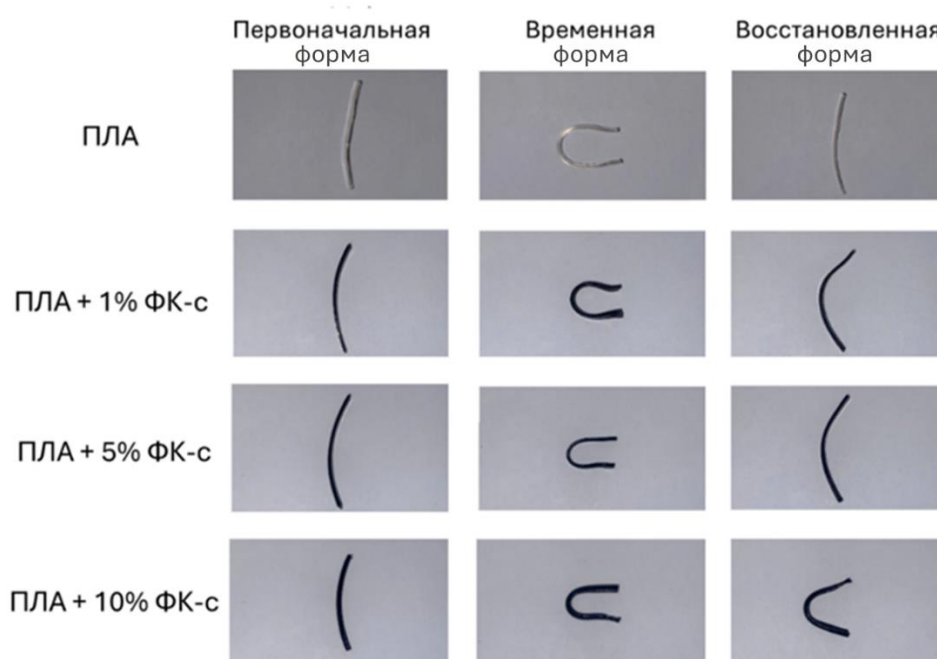 Первоначальная
форма
Временная
форма
Восстановленная
форма
ПЛА
ПЛА + 1% ФК-с
ПЛА + 5% ФК-с
ПЛА + 10% ФК-с